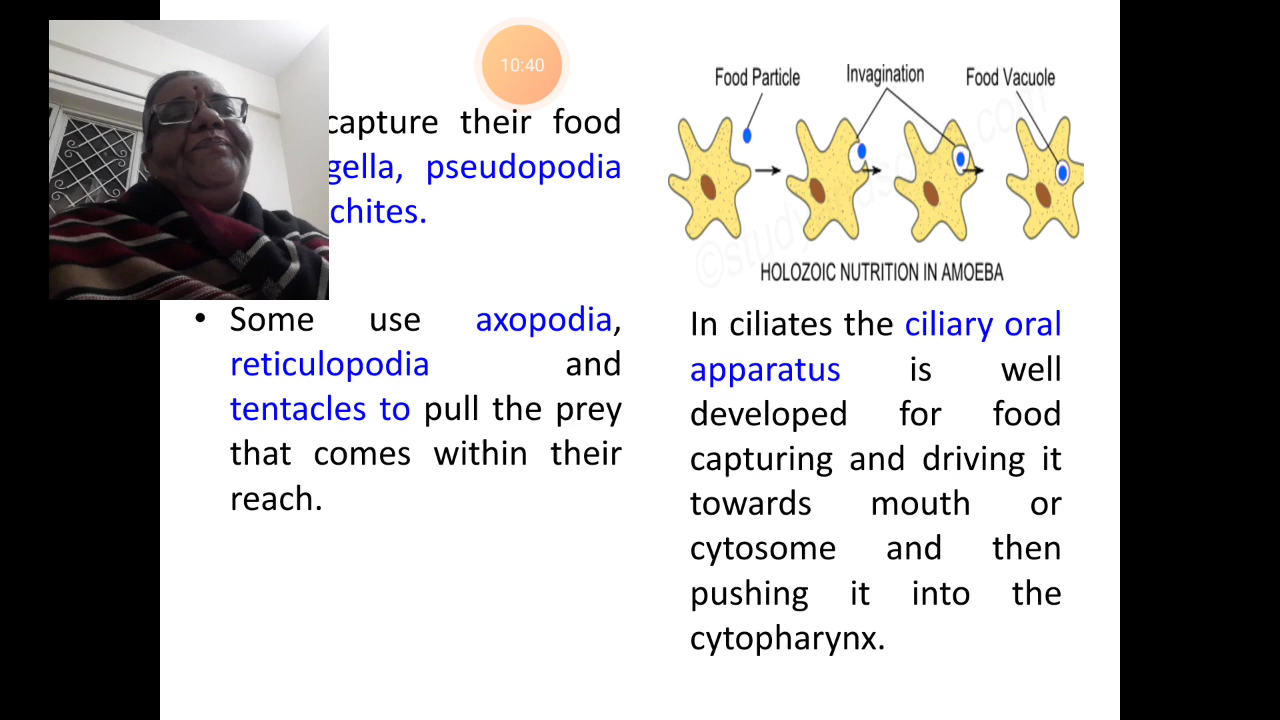 10:40
capture their food
gella, pseudopodia
chites.
• Some use axopodia,
reticulopodia and
tentacles to pull the prey
that comes within their
reach.
Food Particle
Invagination
Food Vacuole
HOLOZOIC NUTRITION IN AMOEBA
In ciliates the ciliary oral
apparatus is well
developed for food
capturing and driving it
towards mouth or
cytosome and then
pushing it into the
cytopharynx.